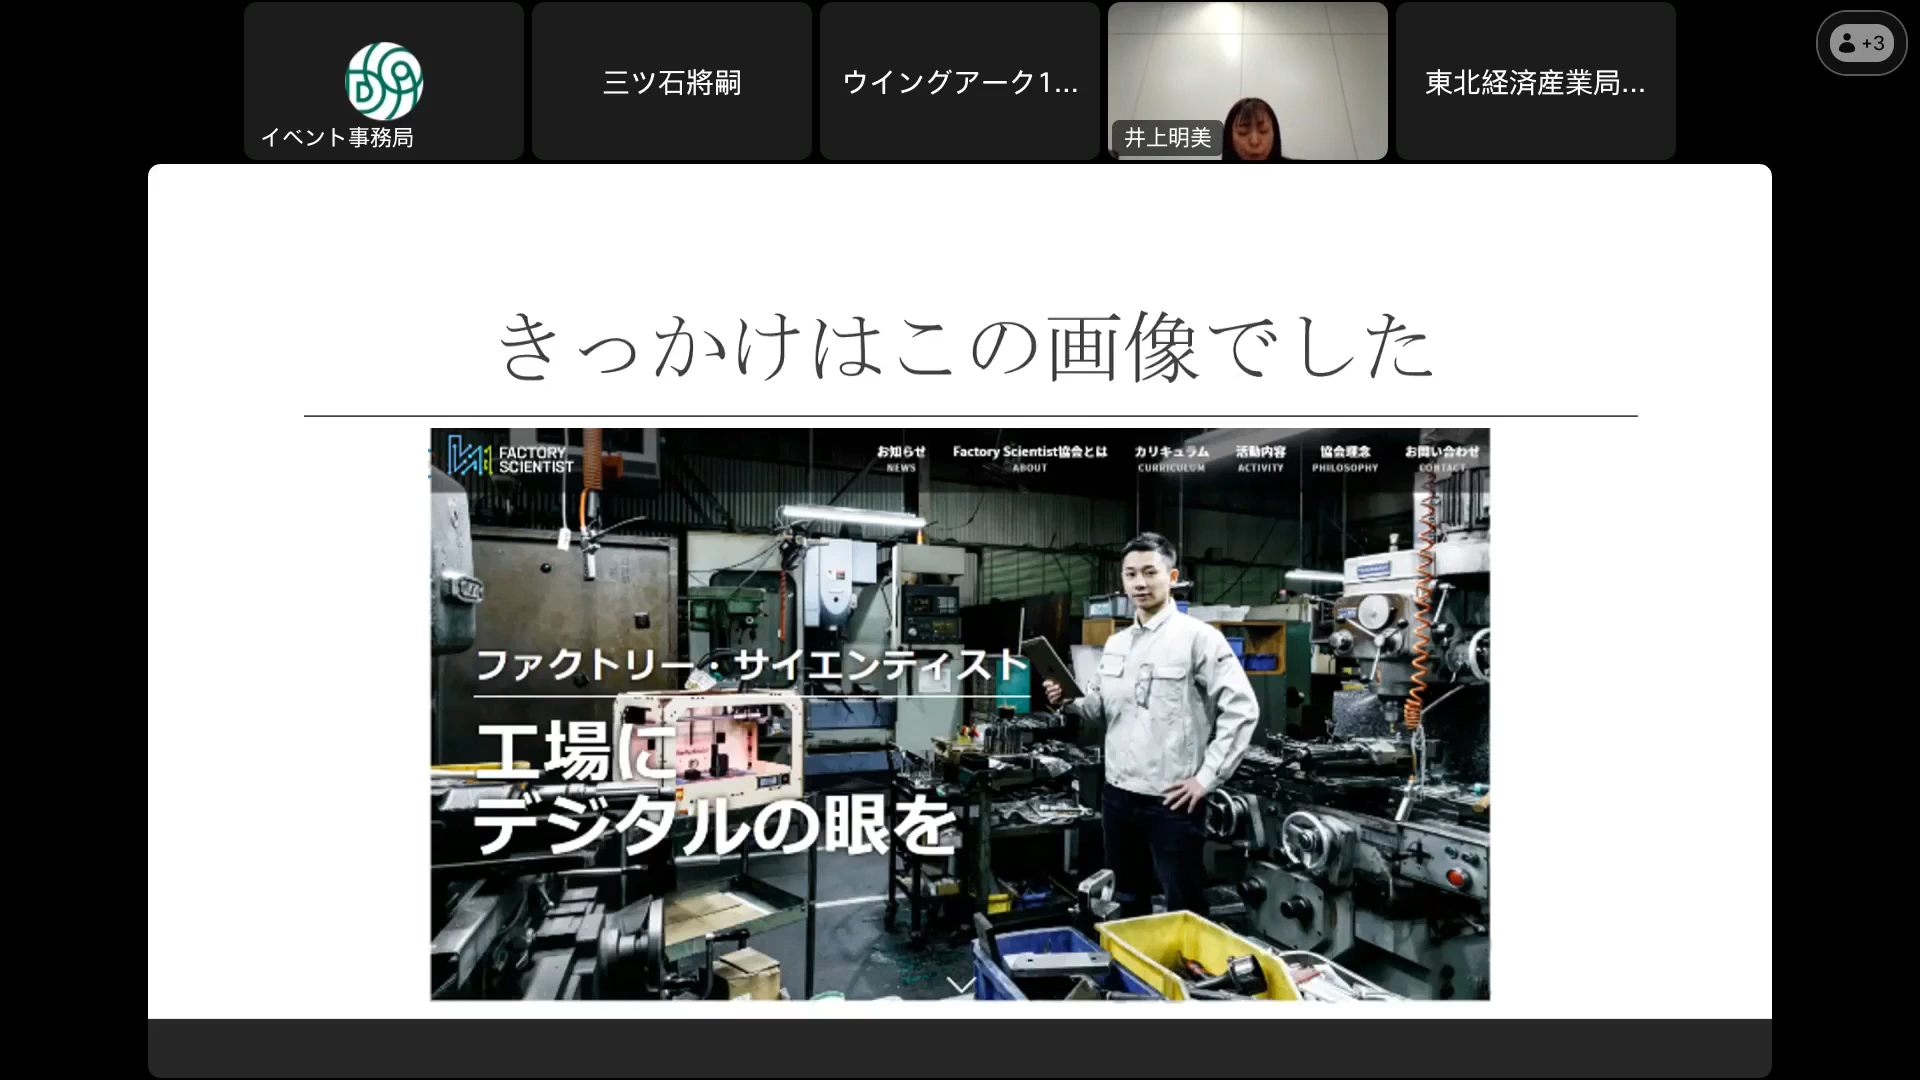 イベント事務局
三ツ石將嗣
ウイングアーク1...
井上明美
東北経済産業局...
+3
きっかけはこの画像でした
FACTORY
SCIENTIST
お知らせ
NEWS
Factory Scientist協会とは
ABOUT
カリキュラム
CURRICULUM
活動内容
ACTIVITY
協会理念
PHILOSOPHY
お問い合わせ
CONTACT
ファクトリー・サイエンティスト
工場に
デジタルの眼を